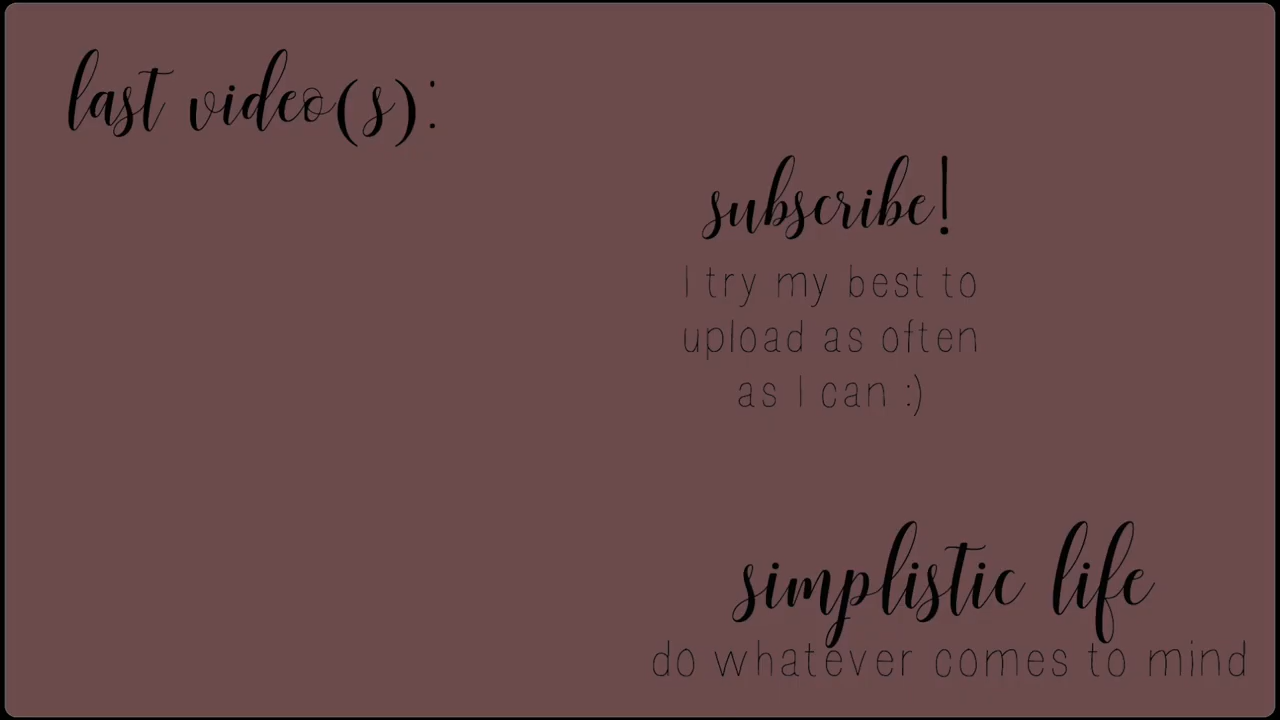 last video(s):
subscribe!
I try my best to
upload as often
as I can :)
simplistic life
do whatever comes to mind